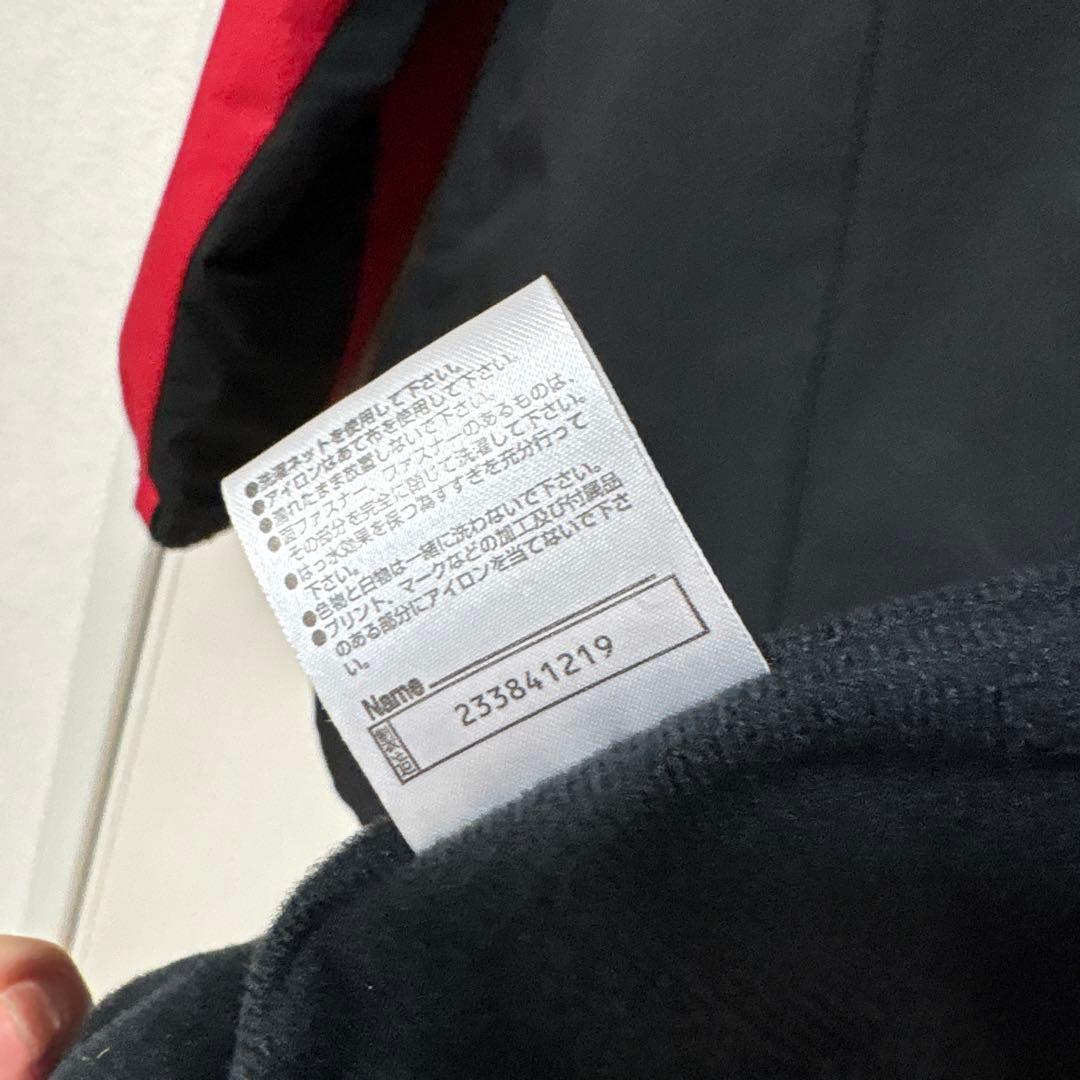 ●洗濯ネットを使用して下さい。
●アイロンはあて布を使用して下さい。
●濡れたまま放置しないで下さい。
●面ファスナー、ファスナーのあるものは、
その部分を完全に閉じて洗濯して下さい。
●はっ水効果を保つ為すすぎを充分行って
下さい。
●色物と白物は一緒に洗わないで下さい。
●プリント、マークなどの加工及び付属品
のある部分にアイロンを当てないで下さ
い。
Name
233841219